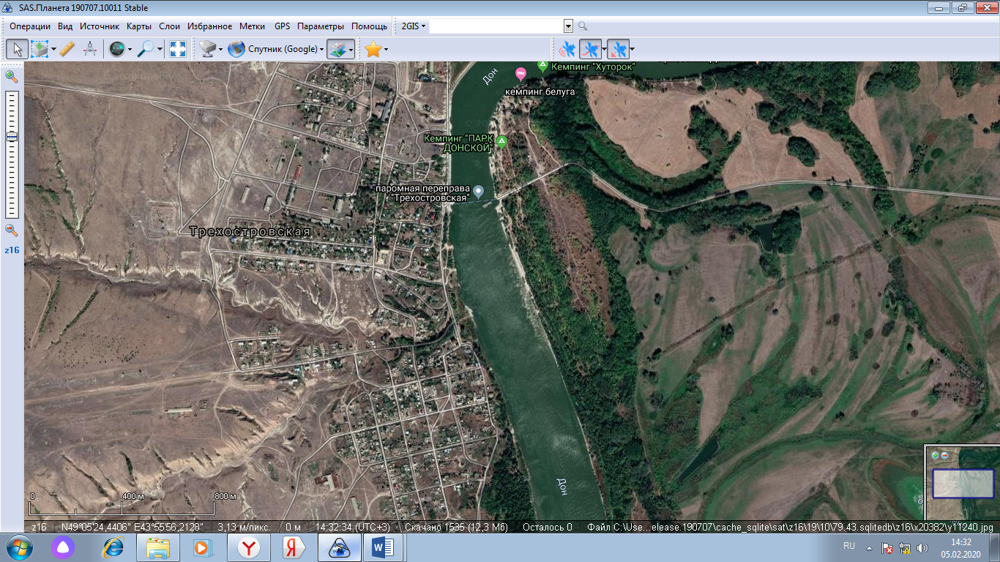 SAS.Планета 190707.10011 Stable
Операции Вид Источник Карты Слои Избранное Метки GPS Параметры Помощь 2GIS
Спутник (Google)
z16
Дон
Кемпинг "Хуторок"
кемпинг белуга
Кемпинг "ПАРК
ДОНСКОЙ"
паромная переправа
"Трехостровская"
Трехостровская
Дон
0 400 м 800 м
z16 N49°05'24,4406" E43°55'56,2128" 3,13 м/пикс. 0 м 14:32:34 (UTC+3) Скачано 1535 (12,3 Мб) Осталось 0 Файл C:\Use...elease.190707\cache_sqlite\sat\z16\19\10\79.43.sqlitedb\z16\x20382\y11240.jpg
RU
14:32
05.02.2020